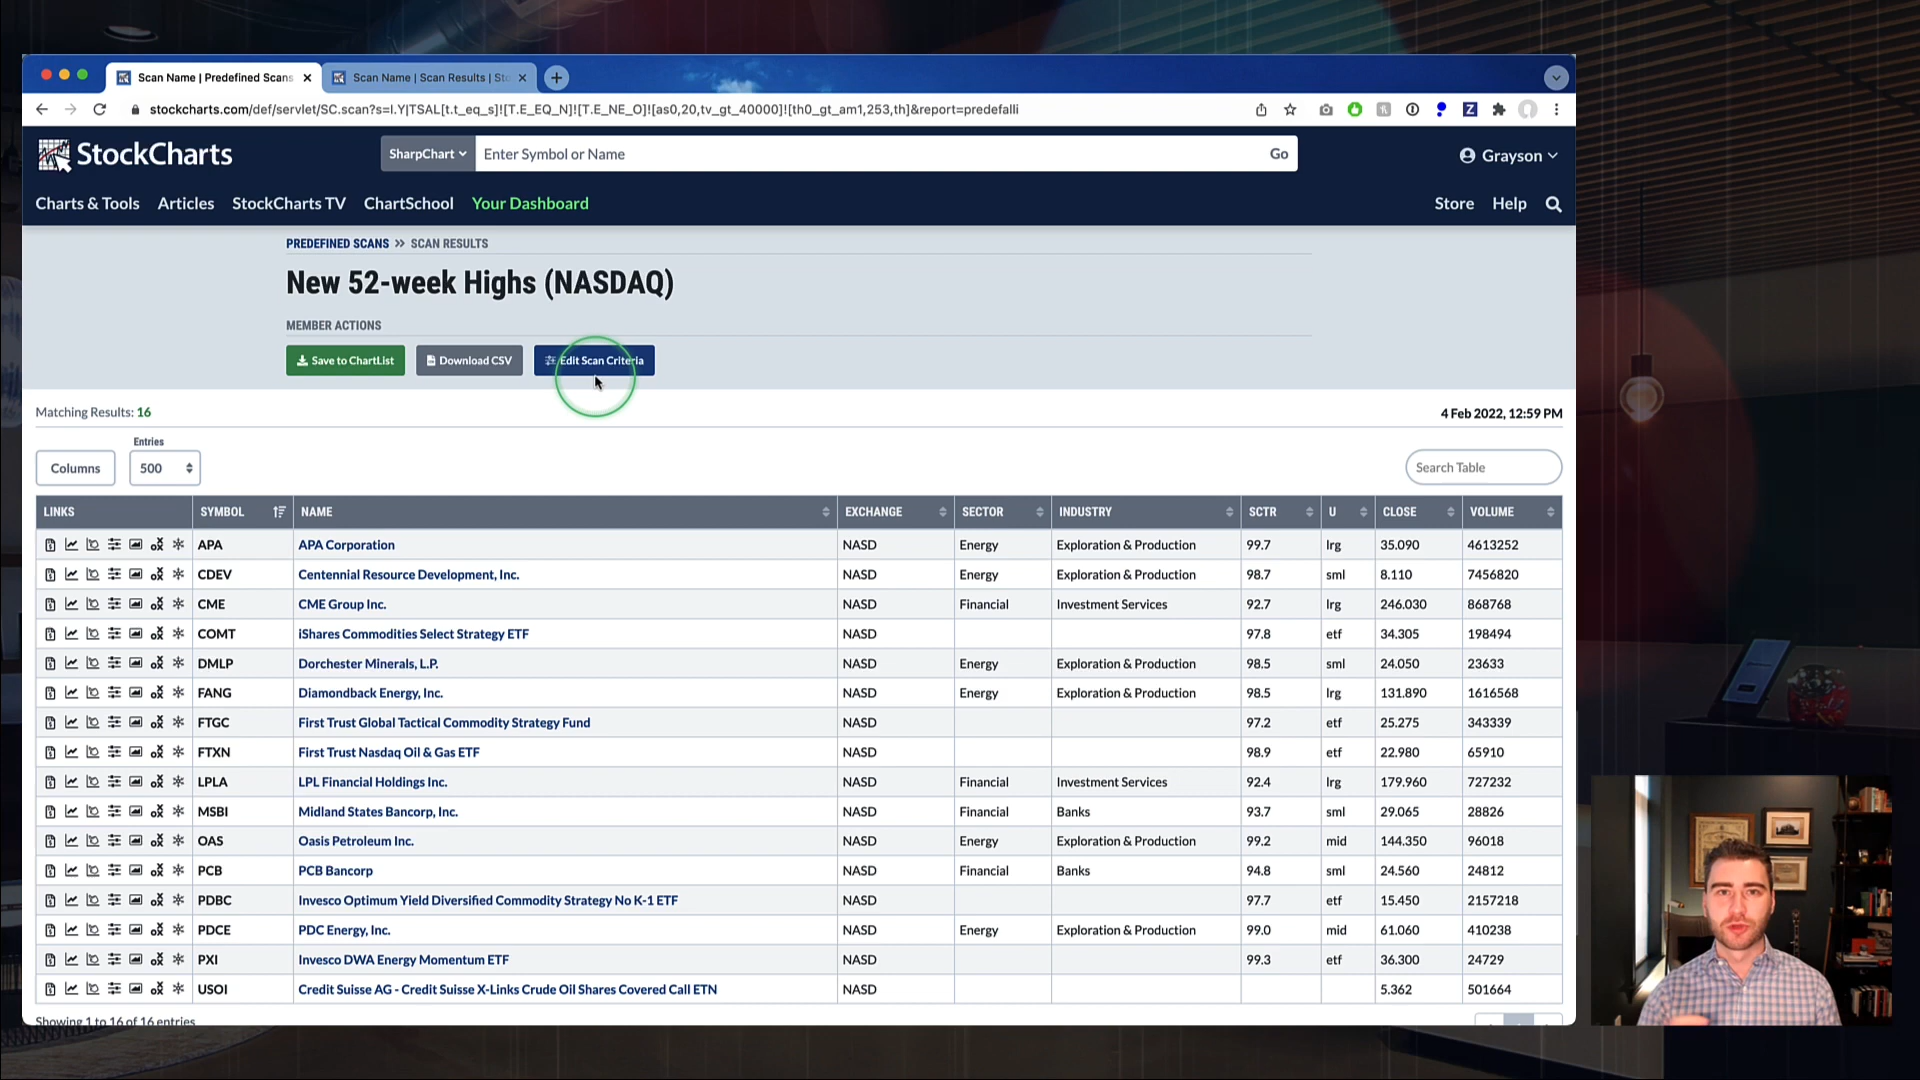 Scan Name | Predefined Scans
Scan Name | Scan Results | Sto
stockcharts.com/def/servlet/SC.scan?s=I.Y|TSAL[t.t_eq_s]![T.E_EQ_N]![T.E_NE_O]![as0,20,tv_gt_40000]![th0_gt_am1,253,th]&report=predefalli
StockCharts SharpChart Enter Symbol or Name Go Grayson
Charts & Tools Articles StockCharts TV ChartSchool Your Dashboard Store Help
PREDEFINED SCANS >> SCAN RESULTS
New 52-week Highs (NASDAQ)
MEMBER ACTIONS
Save to ChartList Download CSV Edit Scan Criteria
Matching Results: 16 4 Feb 2022, 12:59 PM
Entries
Columns 500 Search Table
LINKS SYMBOL NAME EXCHANGE SECTOR INDUSTRY SCTR U CLOSE VOLUME
APA APA Corporation NASD Energy Exploration & Production 99.7 lrg 35.090 4613252
CDEV Centennial Resource Development, Inc. NASD Energy Exploration & Production 98.7 sml 8.110 7456820
CME CME Group Inc. NASD Financial Investment Services 92.7 lrg 246.030 868768
COMT iShares Commodities Select Strategy ETF NASD 97.8 etf 34.305 198494
DMLP Dorchester Minerals, L.P. NASD Energy Exploration & Production 98.5 sml 24.050 23633
FANG Diamondback Energy, Inc. NASD Energy Exploration & Production 98.5 lrg 131.890 1616568
FTGC First Trust Global Tactical Commodity Strategy Fund NASD 97.2 etf 25.275 343339
FTXN First Trust Nasdaq Oil & Gas ETF NASD 98.9 etf 22.980 65910
LPLA LPL Financial Holdings Inc. NASD Financial Investment Services 92.4 lrg 179.960 727232
MSBI Midland States Bancorp, Inc. NASD Financial Banks 93.7 sml 29.065 28826
OAS Oasis Petroleum Inc. NASD Energy Exploration & Production 99.2 mid 144.350 96018
PCB PCB Bancorp NASD Financial Banks 94.8 sml 24.560 24812
PDBC Invesco Optimum Yield Diversified Commodity Strategy No K-1 ETF NASD 97.7 etf 15.450 2157218
PDCE PDC Energy, Inc. NASD Energy Exploration & Production 99.0 mid 61.060 410238
PXI Invesco DWA Energy Momentum ETF NASD 99.3 etf 36.300 24729
USOI Credit Suisse AG - Credit Suisse X-Links Crude Oil Shares Covered Call ETN NASD 5.362 501664
Showing 1 to 16 of 16 entries